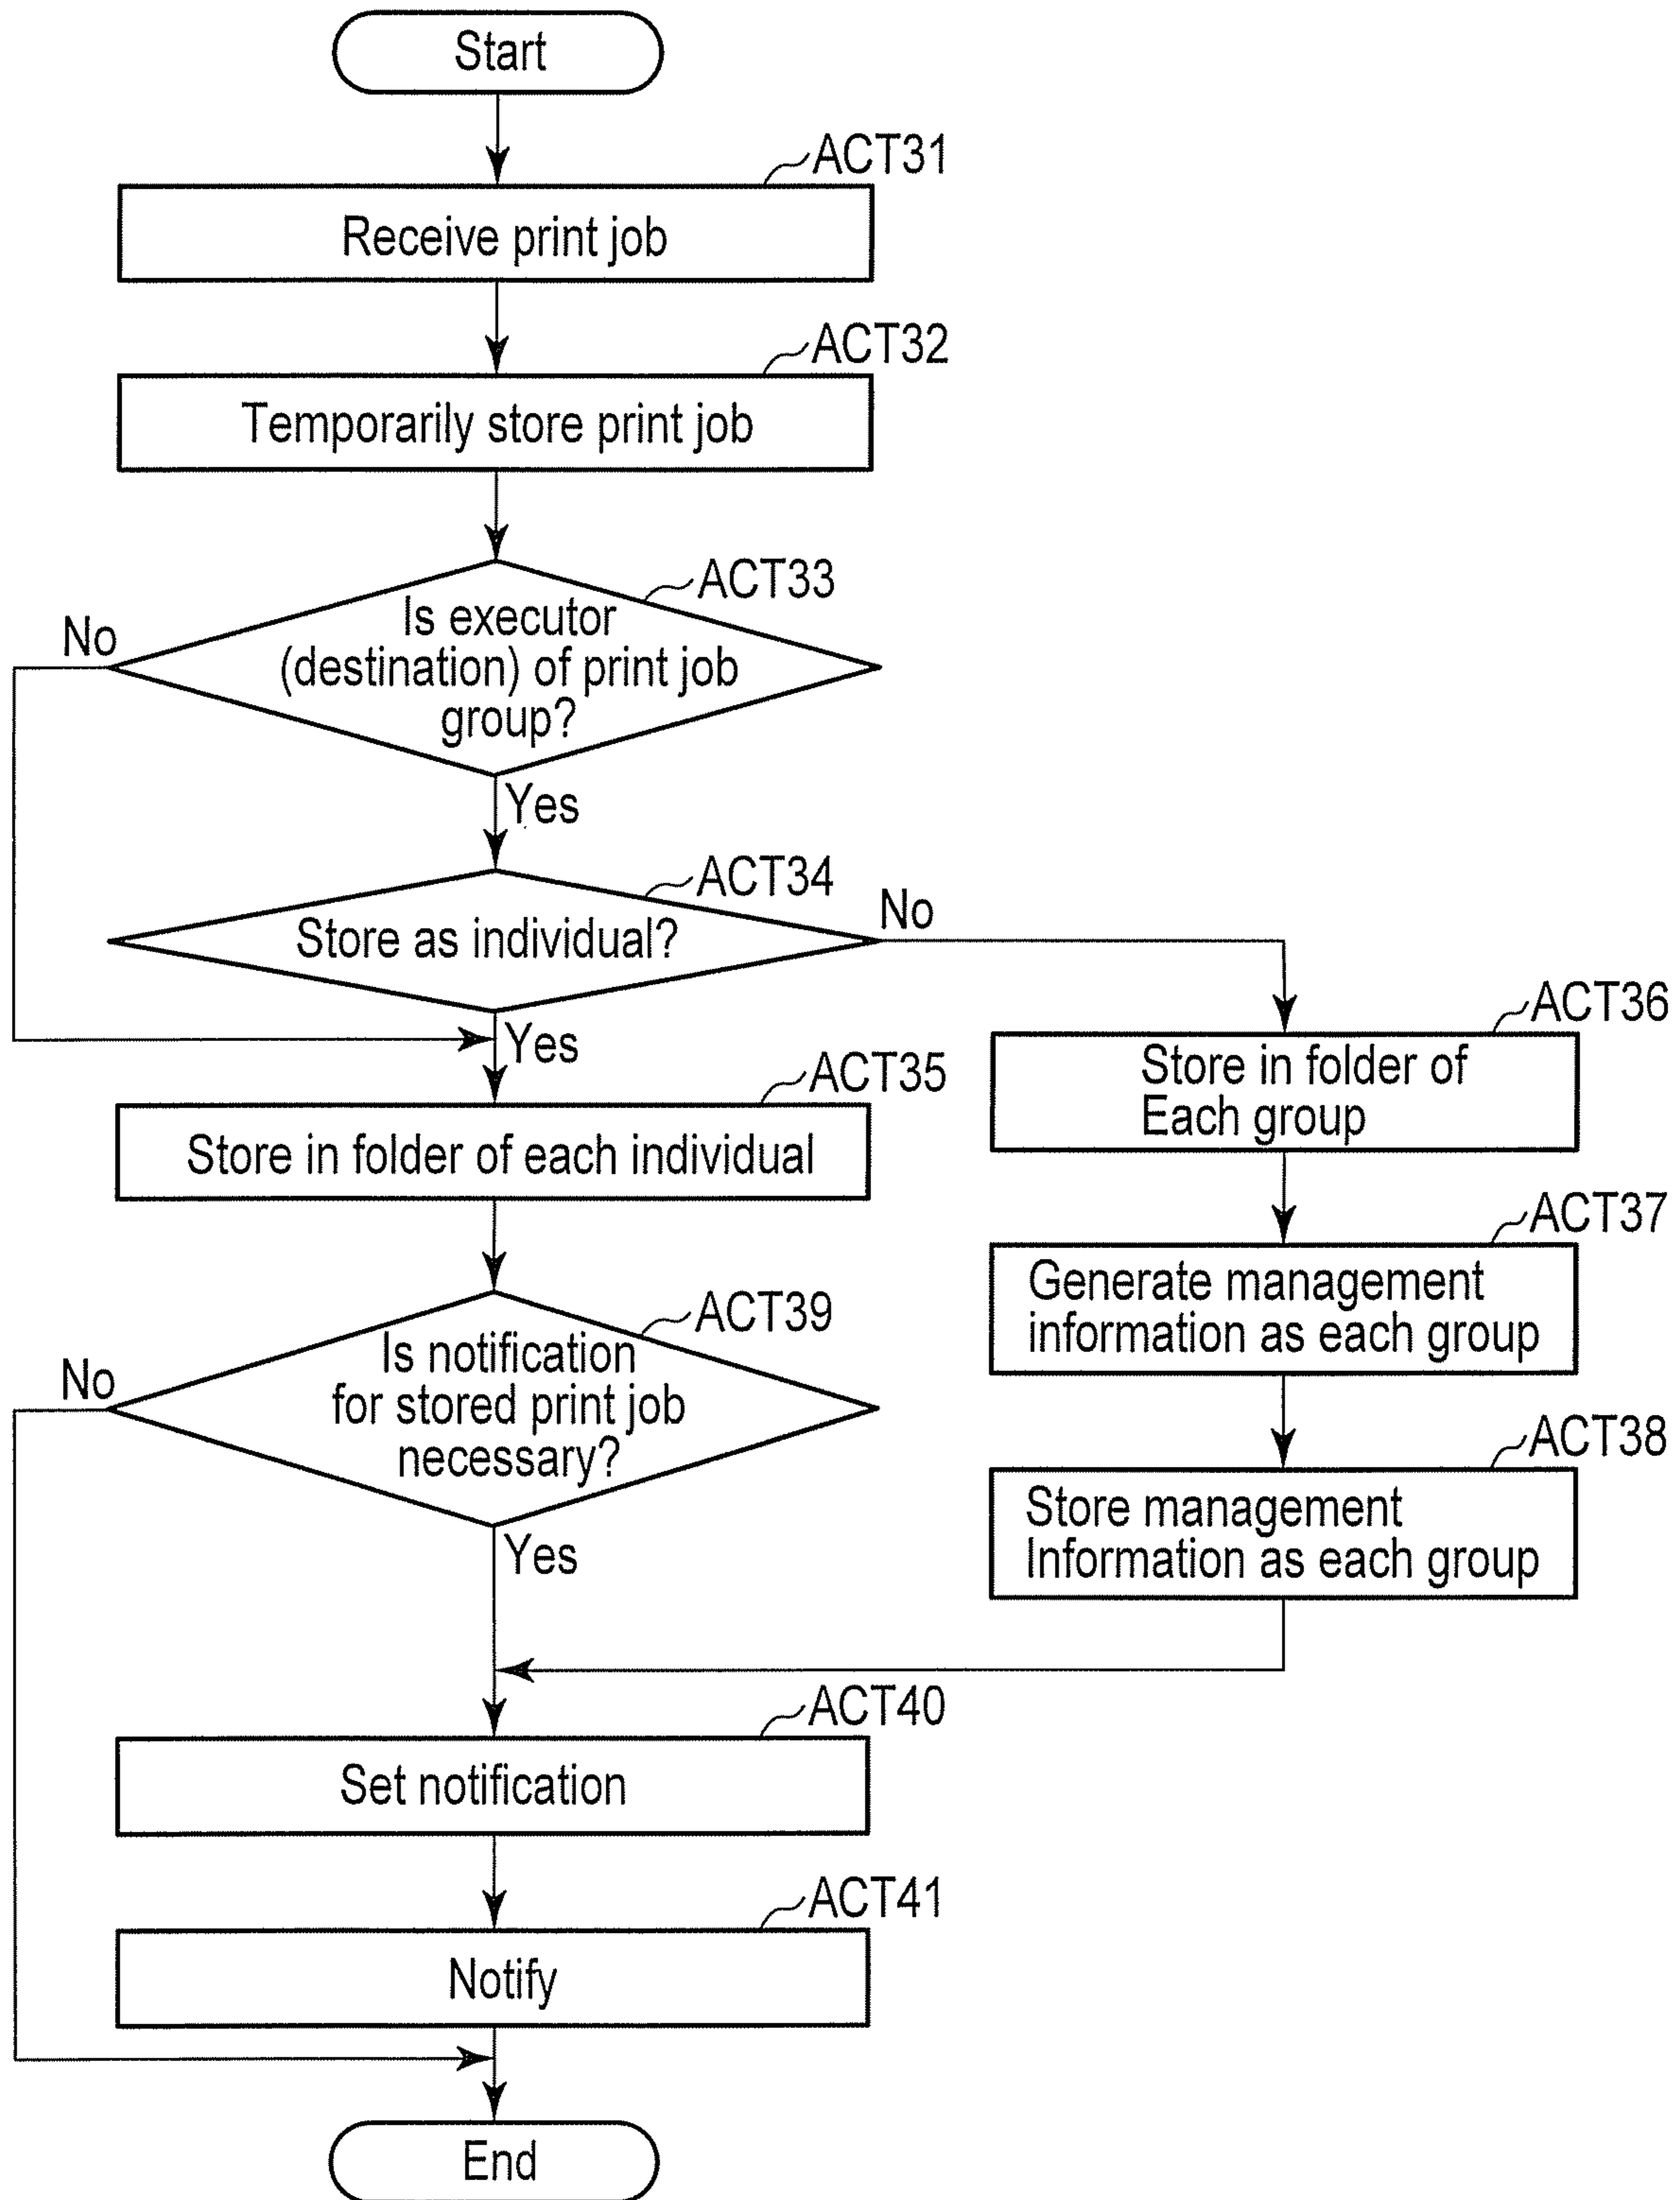 Start
ACT31
Receive print job
ACT32
Temporarily store print job
ACT33
Is executor
(destination) of print job
group?
No
Yes
ACT34
Store as individual?
No
Yes
ACT35
Store in folder of each individual
ACT36
Store in folder of
Each group
ACT37
Generate management
information as each group
ACT38
Store management
Information as each group
ACT39
Is notification
for stored print job
necessary?
No
Yes
ACT40
Set notification
ACT41
Notify
End